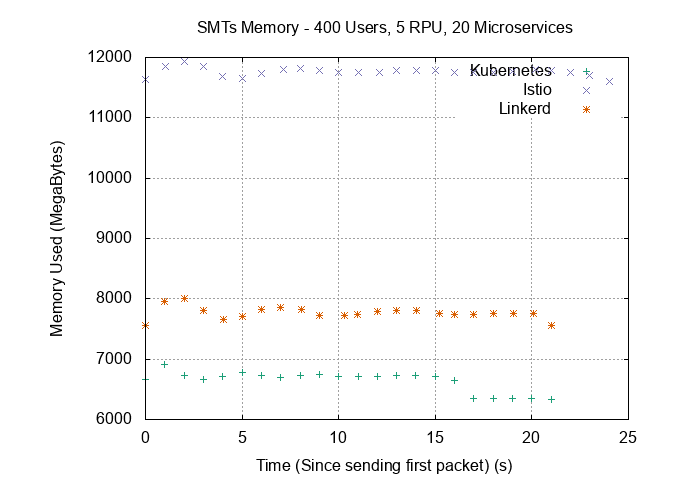 SMTs Memory - 400 Users, 5 RPU, 20 Microservices
12000
11000
10000
9000
8000
7000
6000
Memory Used (MegaBytes)
Kubernetes
Istio
Linkerd
0 5 10 15 20 25
Time (Since sending first packet) (s)